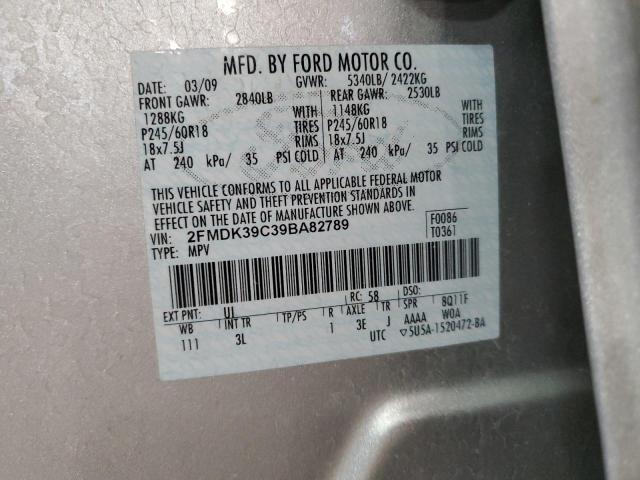 MFD. BY FORD MOTOR CO.
DATE: 03/09 GVWR: 5340LB/ 2422KG
FRONT GAWR: 2840LB REAR GAWR: 2530LB
1288KG WITH 1148KG WITH
P245/60R18 TIRES P245/60R18 TIRES
18x7.5J RIMS 18x7.5J RIMS
AT 240 kPa/ 35 PSI COLD AT 240 kPa/ 35 PSI COLD
THIS VEHICLE CONFORMS TO ALL APPLICABLE FEDERAL MOTOR
VEHICLE SAFETY AND THEFT PREVENTION STANDARDS IN
EFFECT ON THE DATE OF MANUFACTURE SHOWN ABOVE.
VIN: 2FMDK39C39BA82789 F0086
TYPE: MPV T0361
EXT PNT: UI RC: 58 DSO:
WB INT TR TP/PS R AXLE TR SPR 8Q11F
111 3L 1 3E J AAAA W0A
UTC ▽5U5A-1520472-BA